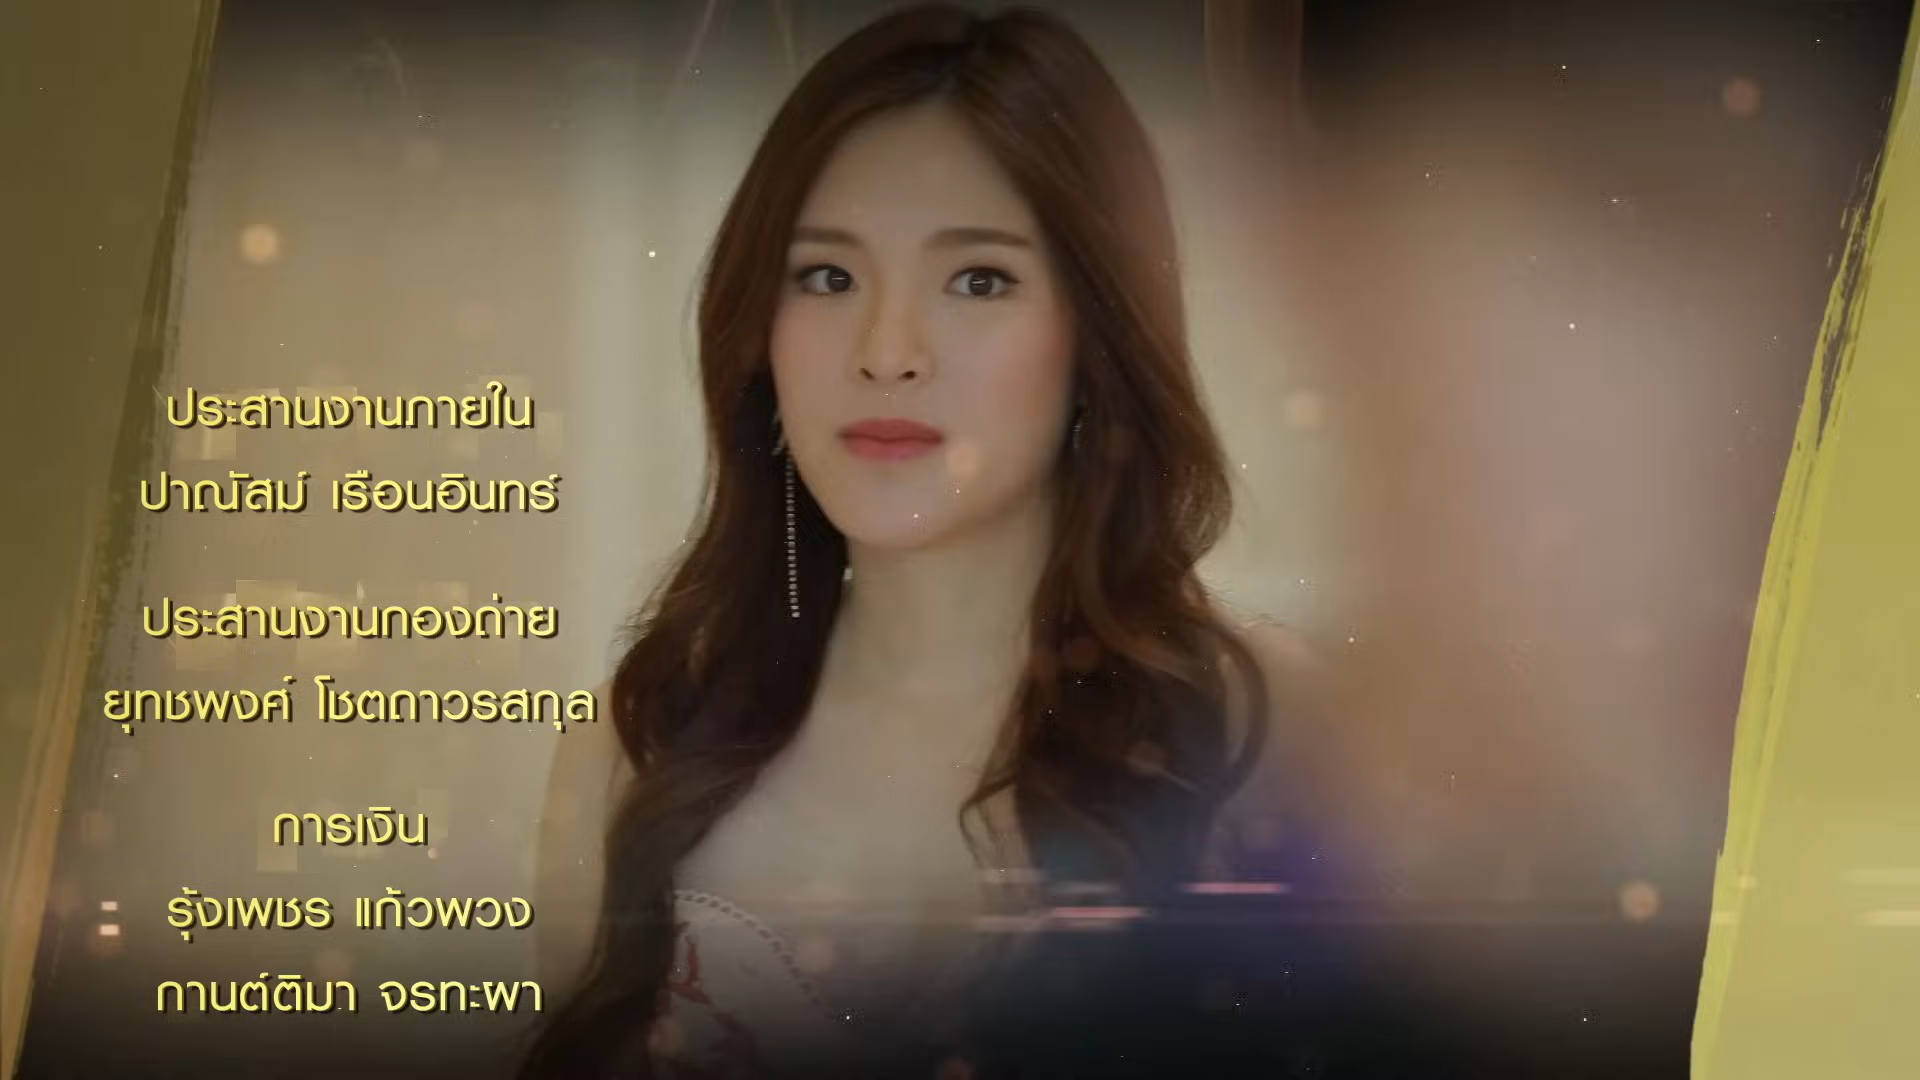 ประสานงานภายใน
ปาณัสม์ เรือนอินทร์
ประสานงานกองถ่าย
ยุทธพงศ์ โชตถาวรสกุล
การเงิน
รุ้งเพชร แก้วพวง
กานต์ติมา จรทะผา